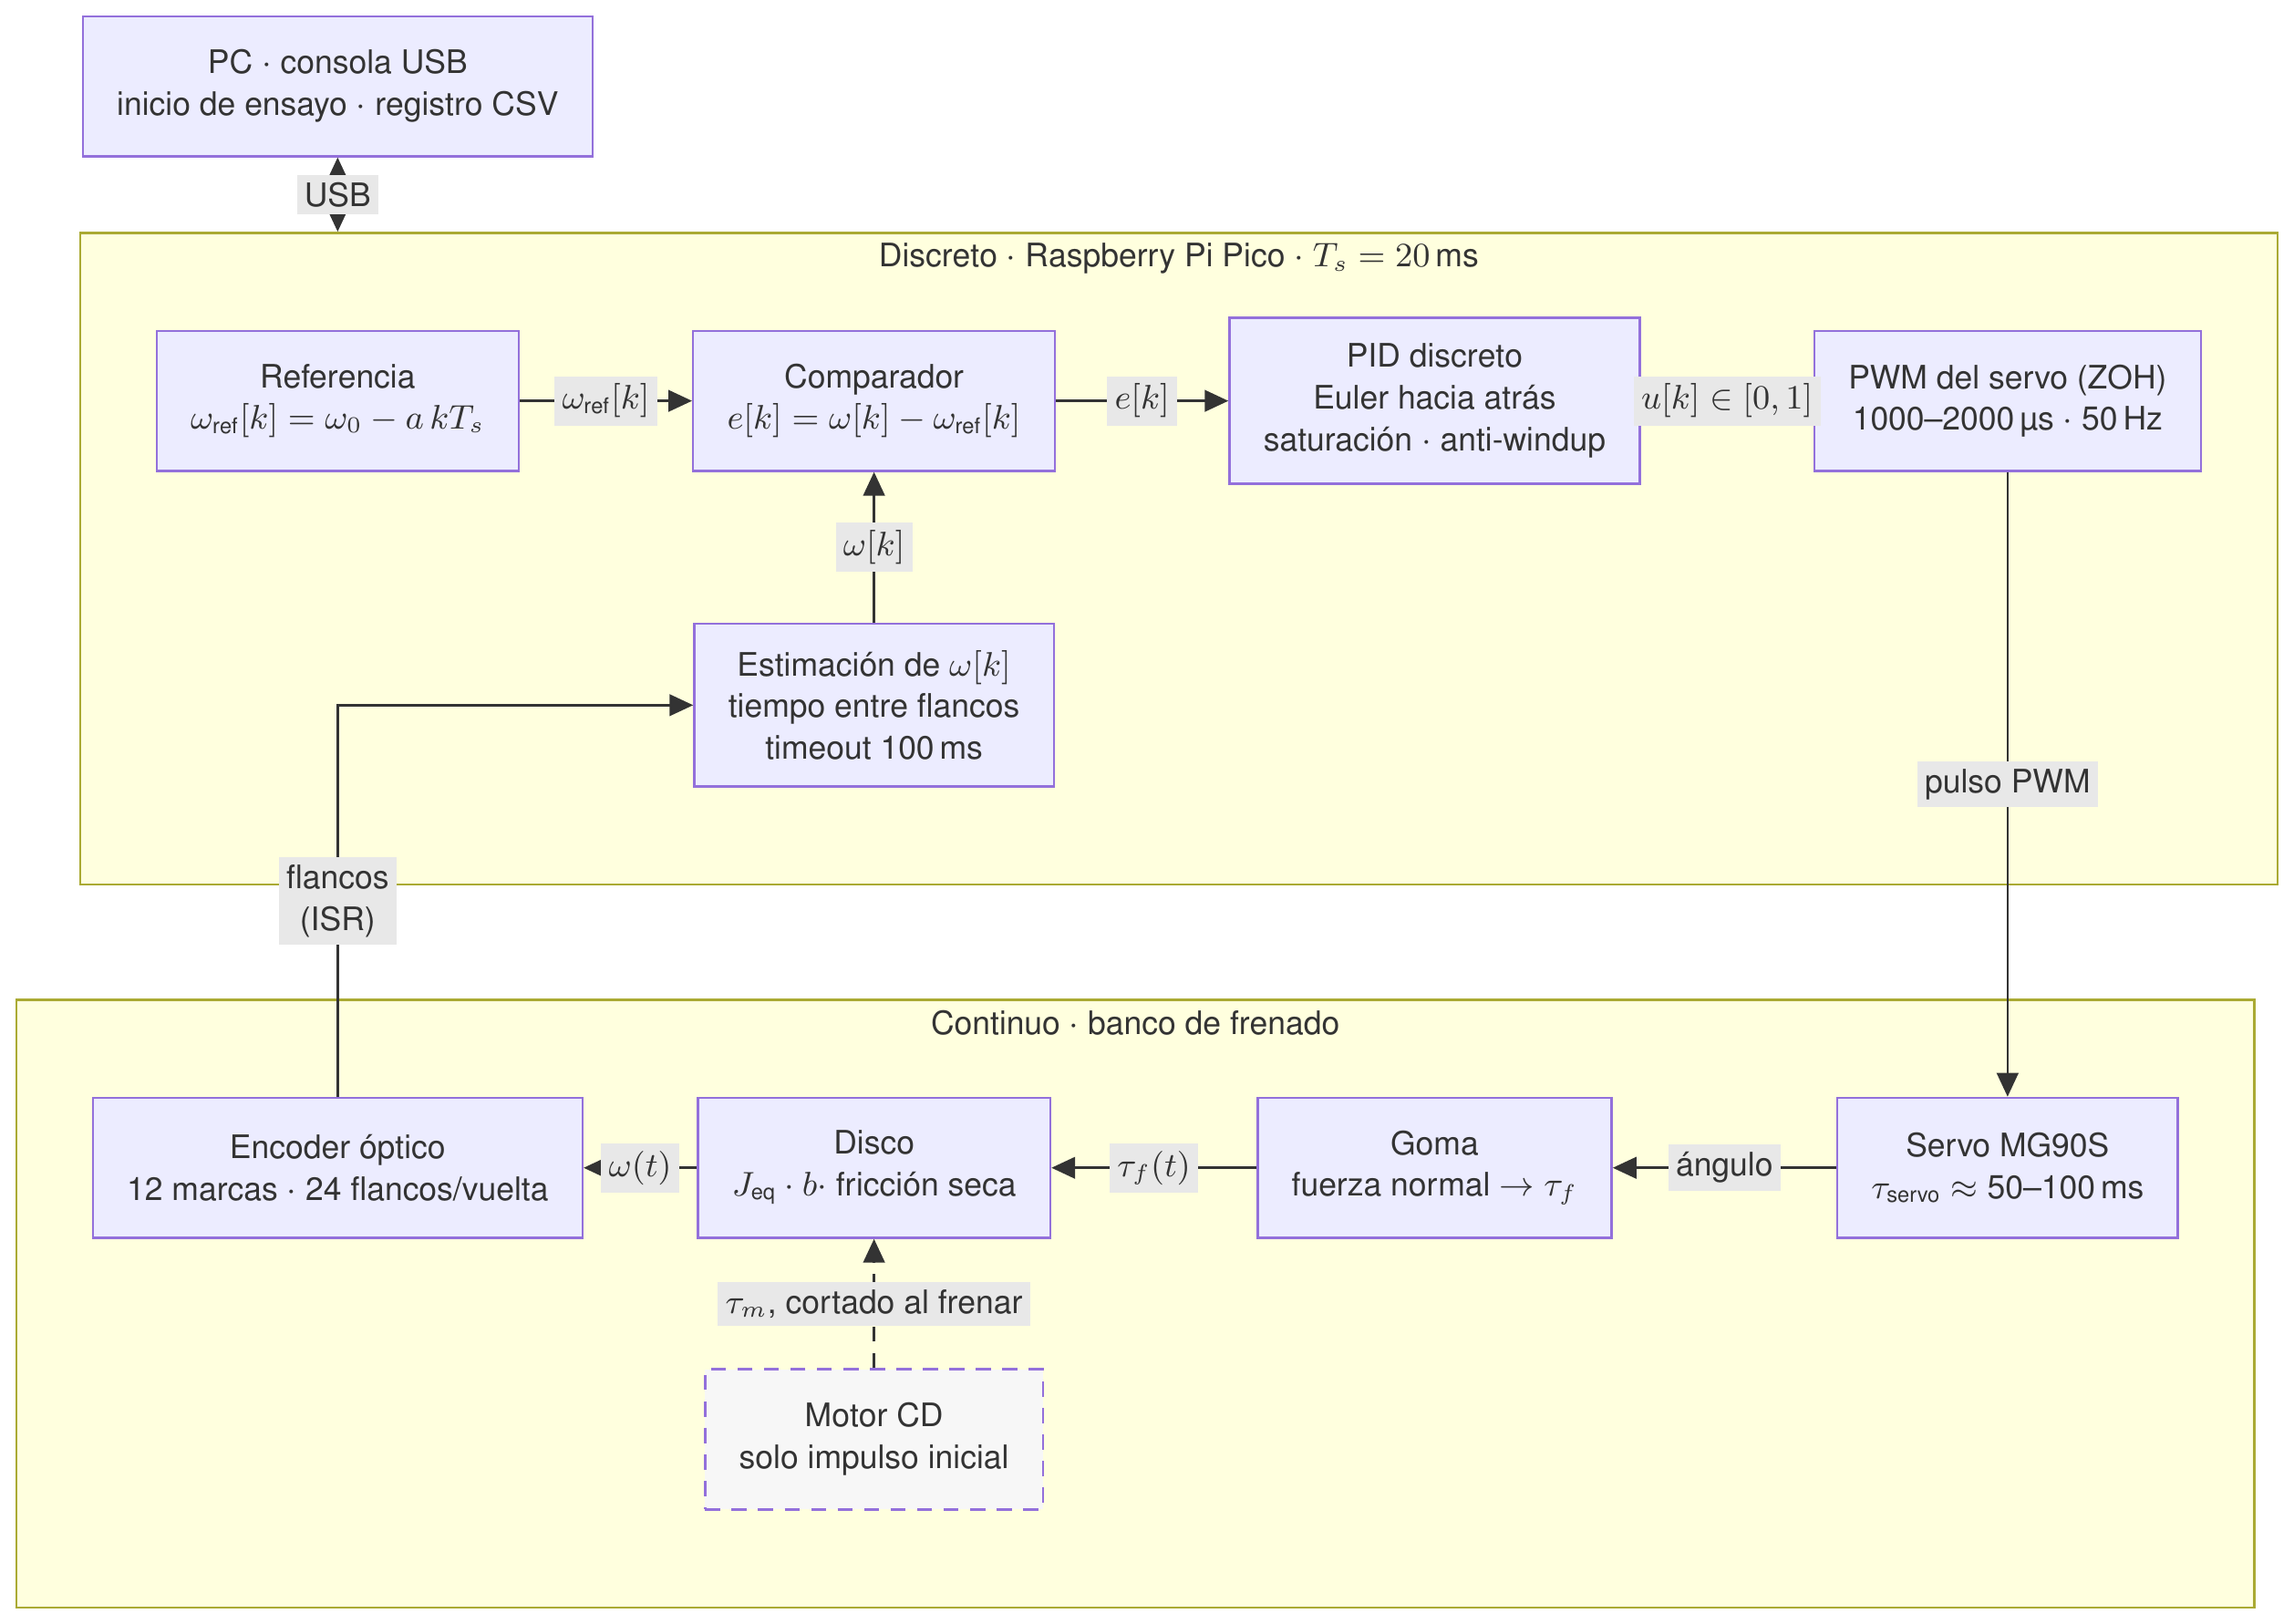 PC · consola USB
inicio de ensayo · registro CSV
USB
Discreto · Raspberry Pi Pico · $T_s = 20$ ms
Referencia
$\omega_{\text{ref}}[k] = \omega_0 - a\,kT_s$
$\omega_{\text{ref}}[k]$
Comparador
$e[k] = \omega[k] - \omega_{\text{ref}}[k]$
$e[k]$
PID discreto
Euler hacia atrás
saturación · anti-windup
$u[k] \in [0, 1]$
PWM del servo (ZOH)
1000–2000 µs · 50 Hz
$\omega[k]$
Estimación de $\omega[k]$
tiempo entre flancos
timeout 100 ms
pulso PWM
flancos
(ISR)
Continuo · banco de frenado
Encoder óptico
12 marcas · 24 flancos/vuelta
$\omega(t)$
Disco
$J_{\text{eq}}$ · $b$· fricción seca
$\tau_f(t)$
Goma
fuerza normal → $\tau_f$
ángulo
Servo MG90S
$\tau_{\text{servo}} \approx$ 50–100 ms
$\tau_m$, cortado al frenar
Motor CD
solo impulso inicial